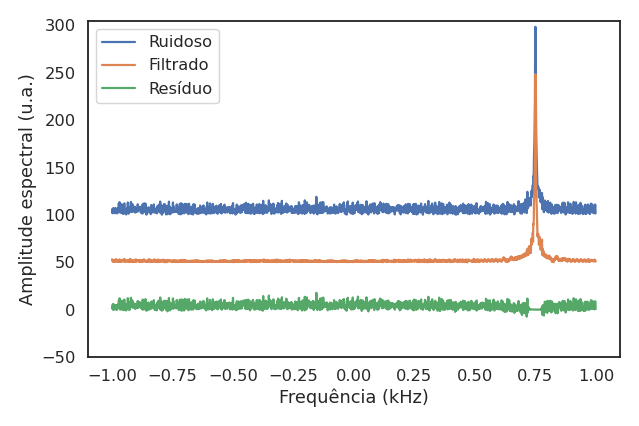 Ruidoso
Filtrado
Resíduo
Amplitude espectral (u.a.)
300
250
200
150
100
50
0
−50
−1.00 −0.75 −0.50 −0.25 0.00 0.25 0.50 0.75 1.00
Frequência (kHz)